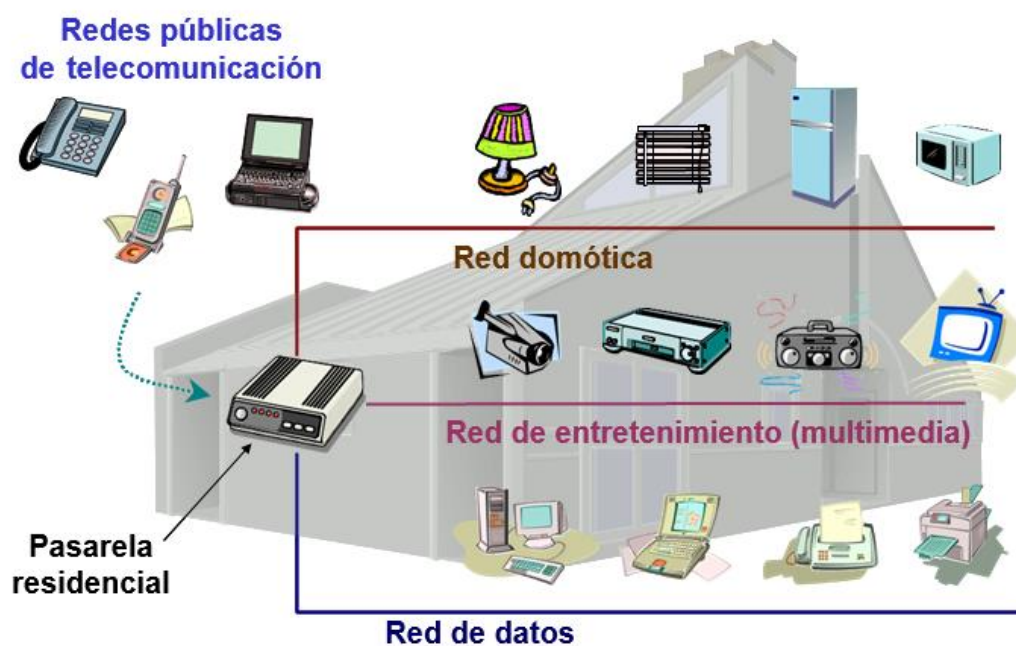 Redes públicas
de telecomunicación
Red domótica
Red de entretenimiento (multimedia)
Pasarela
residencial
Red de datos